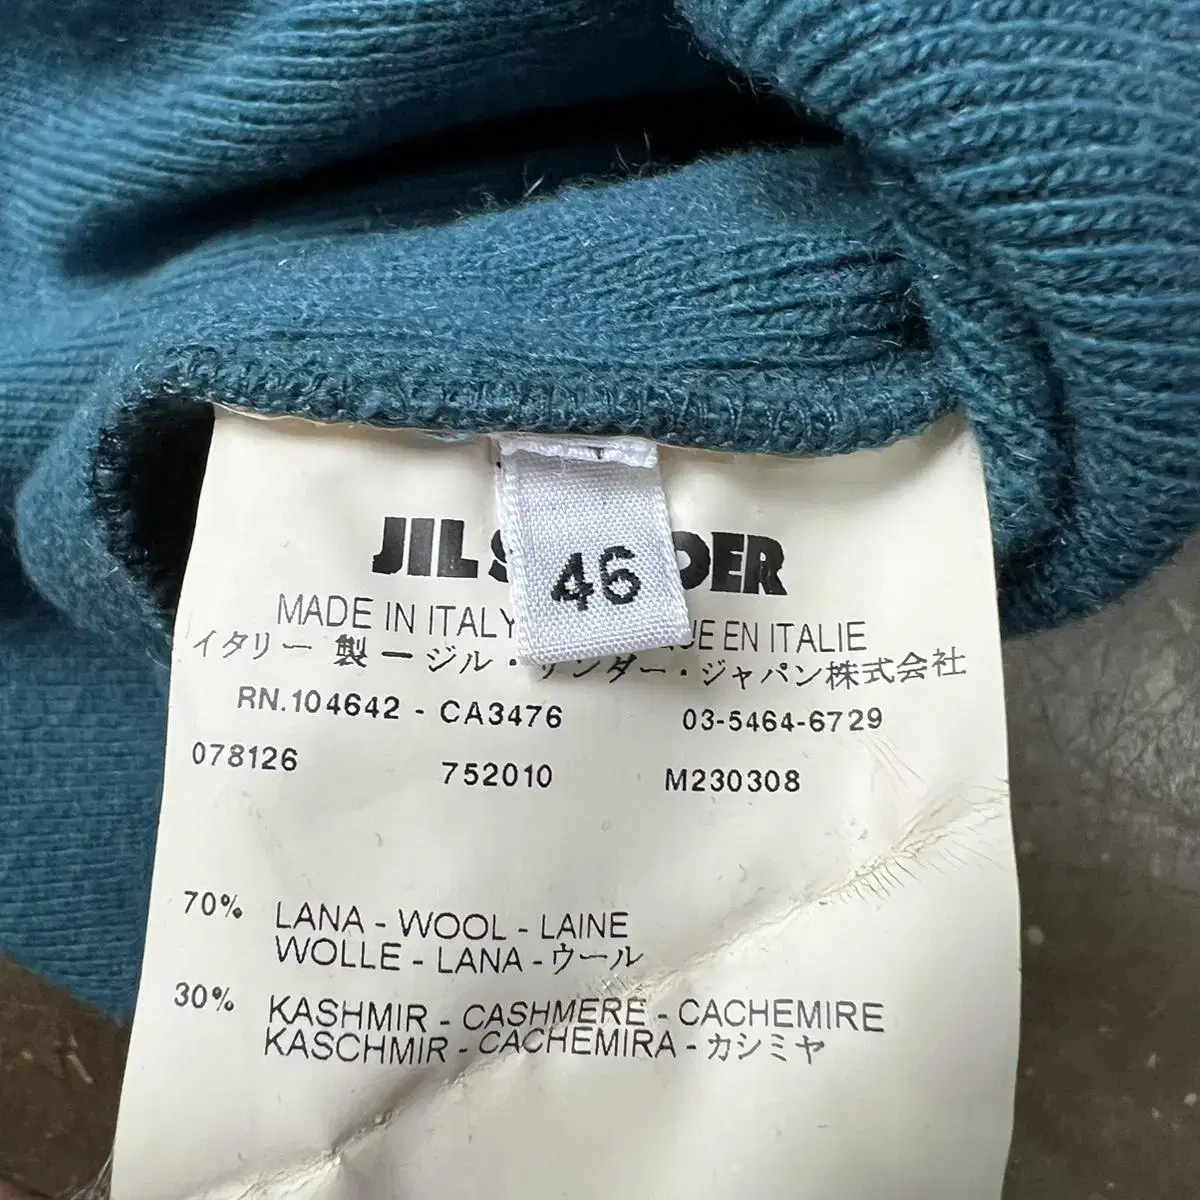 JIL S DER
46
MADE IN ITALY UE EN ITALIE
イタリー 製 ージル・サンダー・ジャパン株式会社
RN.104642 - CA3476 03-5464-6729
078126 752010 M230308
70% LANA - WOOL - LAINE
WOLLE - LANA - ウール
30% KASHMIR - CASHMERE - CACHEMIRE
KASCHMIR - CACHEMIRA - カシミヤ